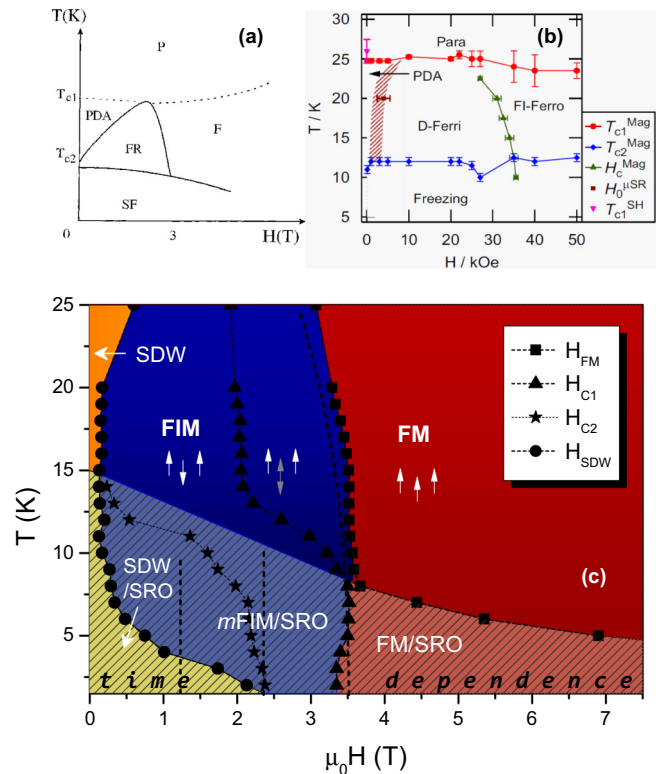 T(K)
(a)
P
T_c1
PDA
F
FR
T_c2
SF
0
3
H(T)
(b)
30
25
20
15
10
T / K
Para
PDA
FI-Ferro
D-Ferri
Freezing
0
10
20
30
40
50
H / kOe
T_c1^Mag
T_c2^Mag
H_c^Mag
H_0^μSR
T_c1^SH
25
20
15
10
5
T (K)
SDW
FIM
FM
H_FM
H_C1
H_C2
H_SDW
(c)
SDW
/SRO
mFIM/SRO
FM/SRO
time dependence
0
1
2
3
4
5
6
7
μ₀H (T)